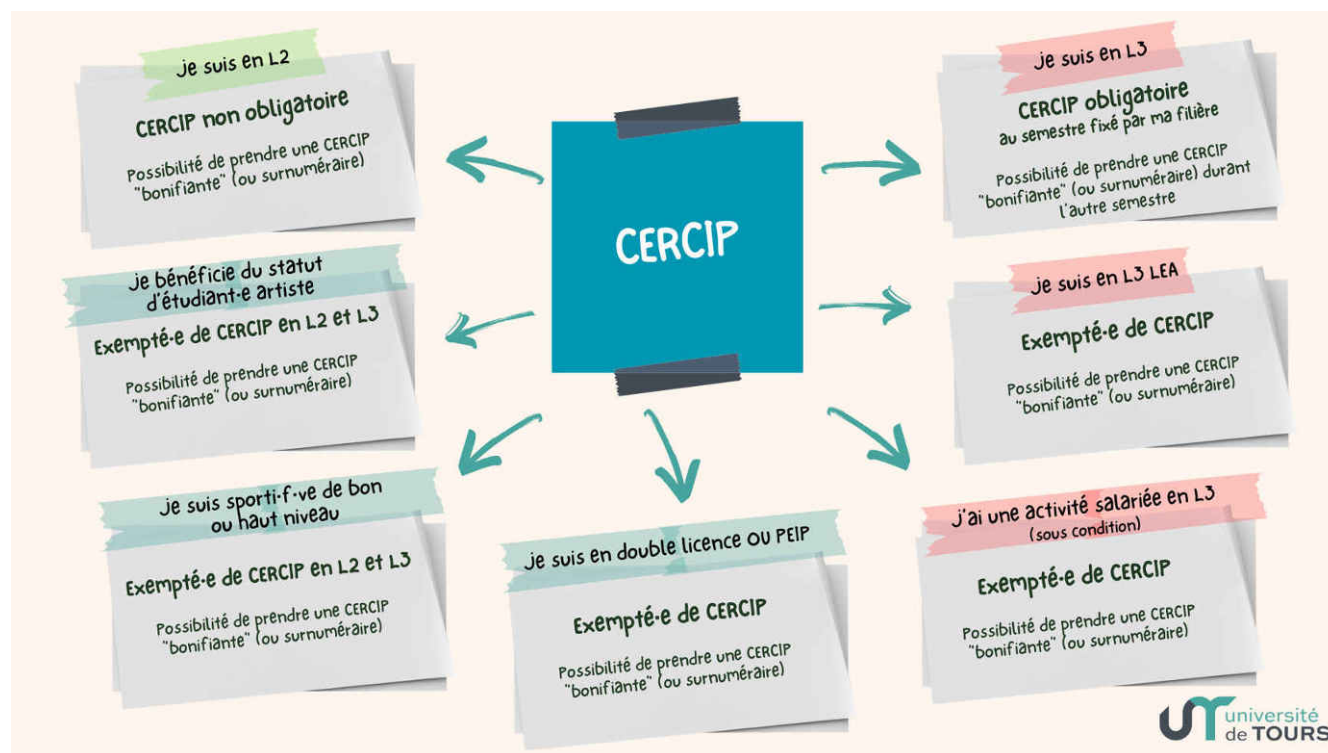 je suis en L2
CERCIP non obligatoire
Possibilité de prendre une CERCIP
"bonifiante" (ou surnuméraire)
je suis en L3
CERCIP obligatoire
au semestre fixé par ma filière
Possibilité de prendre une CERCIP
"bonifiante" (ou surnuméraire) durant
l'autre semestre
CERCIP
je bénéficie du statut
d'étudiant·e artiste
Exempté·e de CERCIP en L2 et L3
Possibilité de prendre une CERCIP
"bonifiante" (ou surnuméraire)
je suis en L3 LEA
Exempté·e de CERCIP
Possibilité de prendre une CERCIP
"bonifiante" (ou surnuméraire)
je suis sporti·f·ve de bon
ou haut niveau
Exempté·e de CERCIP en L2 et L3
Possibilité de prendre une CERCIP
"bonifiante" (ou surnuméraire)
je suis en double licence OU PEIP
Exempté·e de CERCIP
Possibilité de prendre une CERCIP
"bonifiante" (ou surnuméraire)
j'ai une activité salariée en L3
(sous condition)
Exempté·e de CERCIP
Possibilité de prendre une CERCIP
"bonifiante" (ou surnuméraire)
UT université
de TOURS